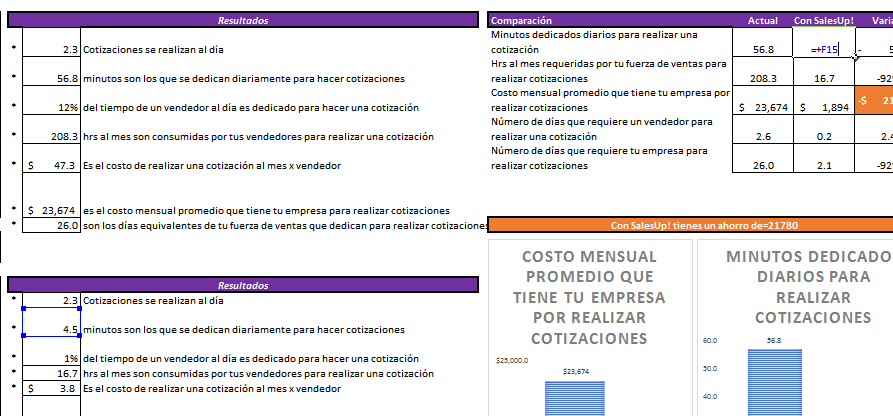 Resultados
* 2.3 Cotizaciones se realizan al día
* 56.8 minutos son los que se dedican diariamente para hacer cotizaciones
* 12% del tiempo de un vendedor al día es dedicado para hacer una cotización
* 208.3 hrs al mes son consumidas por tus vendedores para realizar una cotización
* $ 47.3 Es el costo de realizar una cotización al mes x vendedor
* $ 23,674 es el costo mensual promedio que tiene tu empresa para realizar cotizaciones
* 26.0 son los días equivalentes de tu fuerza de ventas que dedican para realizar cotizaciones
Resultados
* 2.3 Cotizaciones se realizan al día
* 4.5 minutos son los que se dedican diariamente para hacer cotizaciones
* 1% del tiempo de un vendedor al día es dedicado para hacer una cotización
* 16.7 hrs al mes son consumidas por tus vendedores para realizar una cotización
* $ 3.8 Es el costo de realizar una cotización al mes x vendedor
Comparación Actual Con SalesUp! Varia
Minutos dedicados diarios para realizar una
cotización 56.8 =+F15 - 5
Hrs al mes requeridas por tu fuerza de ventas para
realizar cotizaciones 208.3 16.7 -92
Costo mensual promedio que tiene tu empresa por
realizar cotizaciones $ 23,674 $ 1,894 -$ 21
Número de días que requiere un vendedor para
realizar una cotización 2.6 0.2 2.4
Número de días que requiere tu empresa para
realizar cotizaciones 26.0 2.1 -92
Con SalesUp! tienes un ahorro de=21780
COSTO MENSUAL
PROMEDIO QUE
TIENE TU EMPRESA
POR REALIZAR
COTIZACIONES
$25,000.0
$23,674
MINUTOS DEDICADO
DIARIOS PARA
REALIZAR
COTIZACIONES
60.0
56.8
50.0
40.0